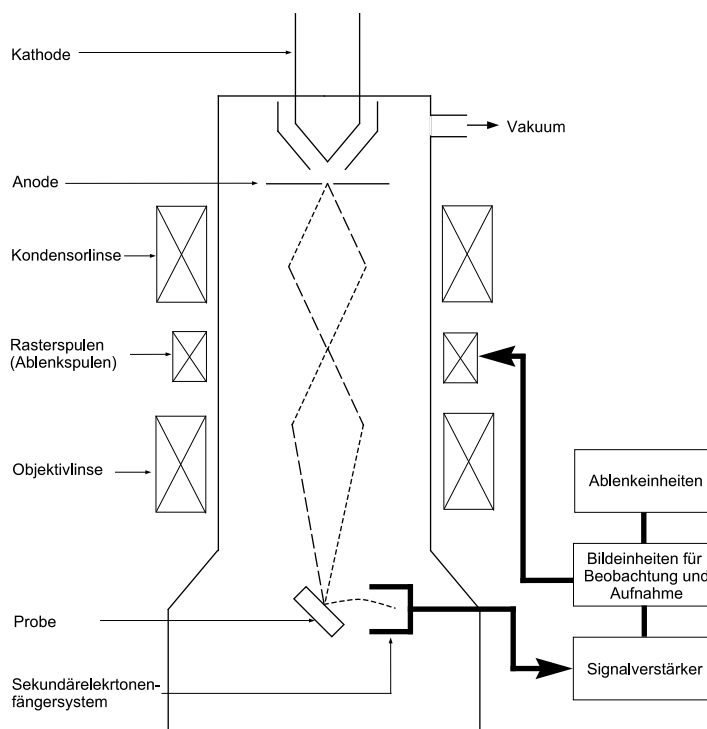 Kathode
Vakuum
Anode
Kondensorlinse
Rasterspulen
(Ablenkspulen)
Objektivlinse
Ablenkeinheiten
Bildeinheiten für
Beobachtung und
Aufnahme
Probe
Signalverstärker
Sekundärelekrtonen-
fängersystem